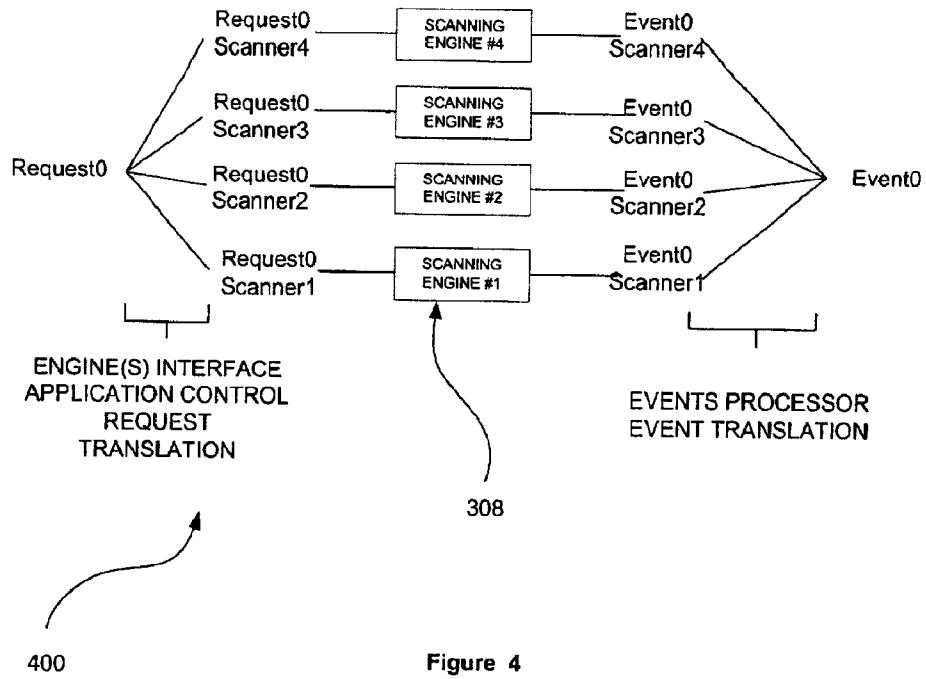 Request0
Scanner4
SCANNING
ENGINE #4
Event0
Scanner4
Request0
Scanner3
SCANNING
ENGINE #3
Event0
Scanner3
Request0
Request0
Scanner2
SCANNING
ENGINE #2
Event0
Scanner2
Event0
Request0
Scanner1
SCANNING
ENGINE #1
Event0
Scanner1
ENGINE(S) INTERFACE
APPLICATION CONTROL
REQUEST
TRANSLATION
EVENTS PROCESSOR
EVENT TRANSLATION
308
400
Figure 4